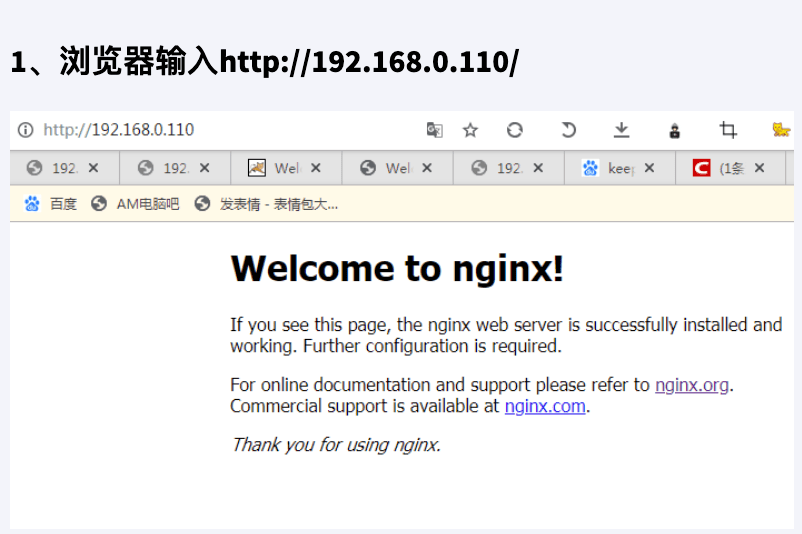 1、浏览器输入http://192.168.0.110/
http://192.168.0.110
192. 192. Wel Wel 192. keep (1条
百度 AM电脑吧 发表情 - 表情包大...
Welcome to nginx!
If you see this page, the nginx web server is successfully installed and
working. Further configuration is required.
For online documentation and support please refer to nginx.org.
Commercial support is available at nginx.com.
Thank you for using nginx.